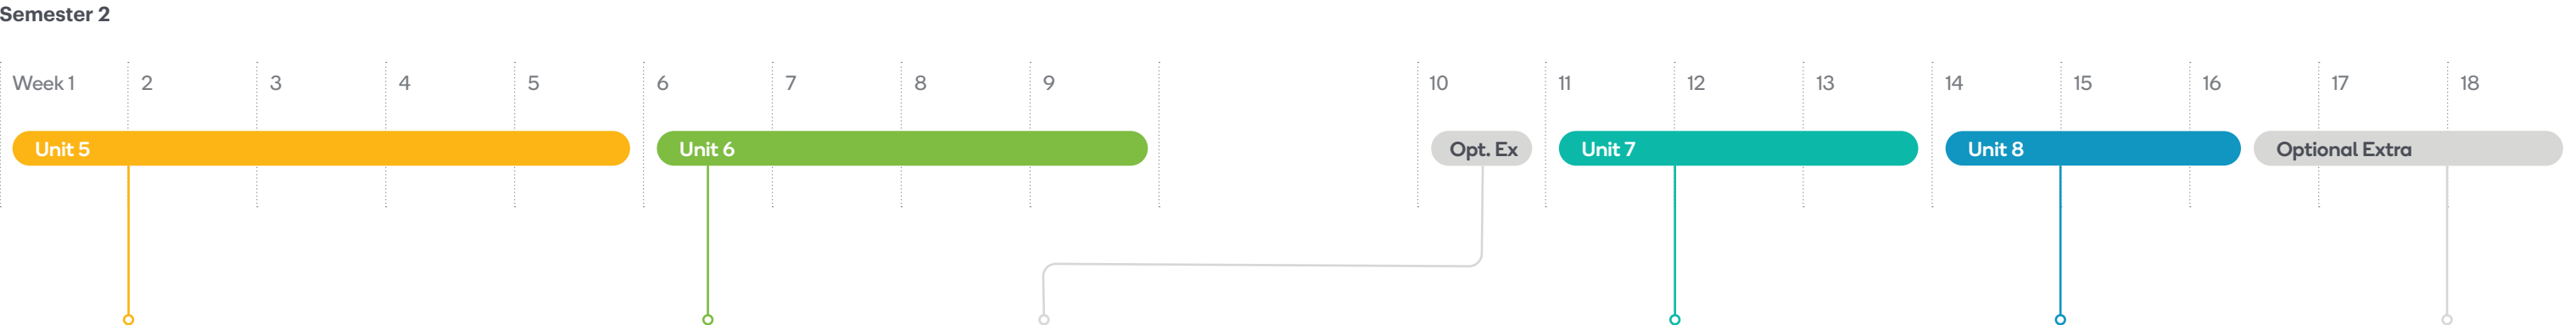 Semester 2
Week 1 2 3 4 5 6 7 8 9 10 11 12 13 14 15 16 17 18
Unit 5 Unit 6 Opt. Ex Unit 7 Unit 8 Optional Extra